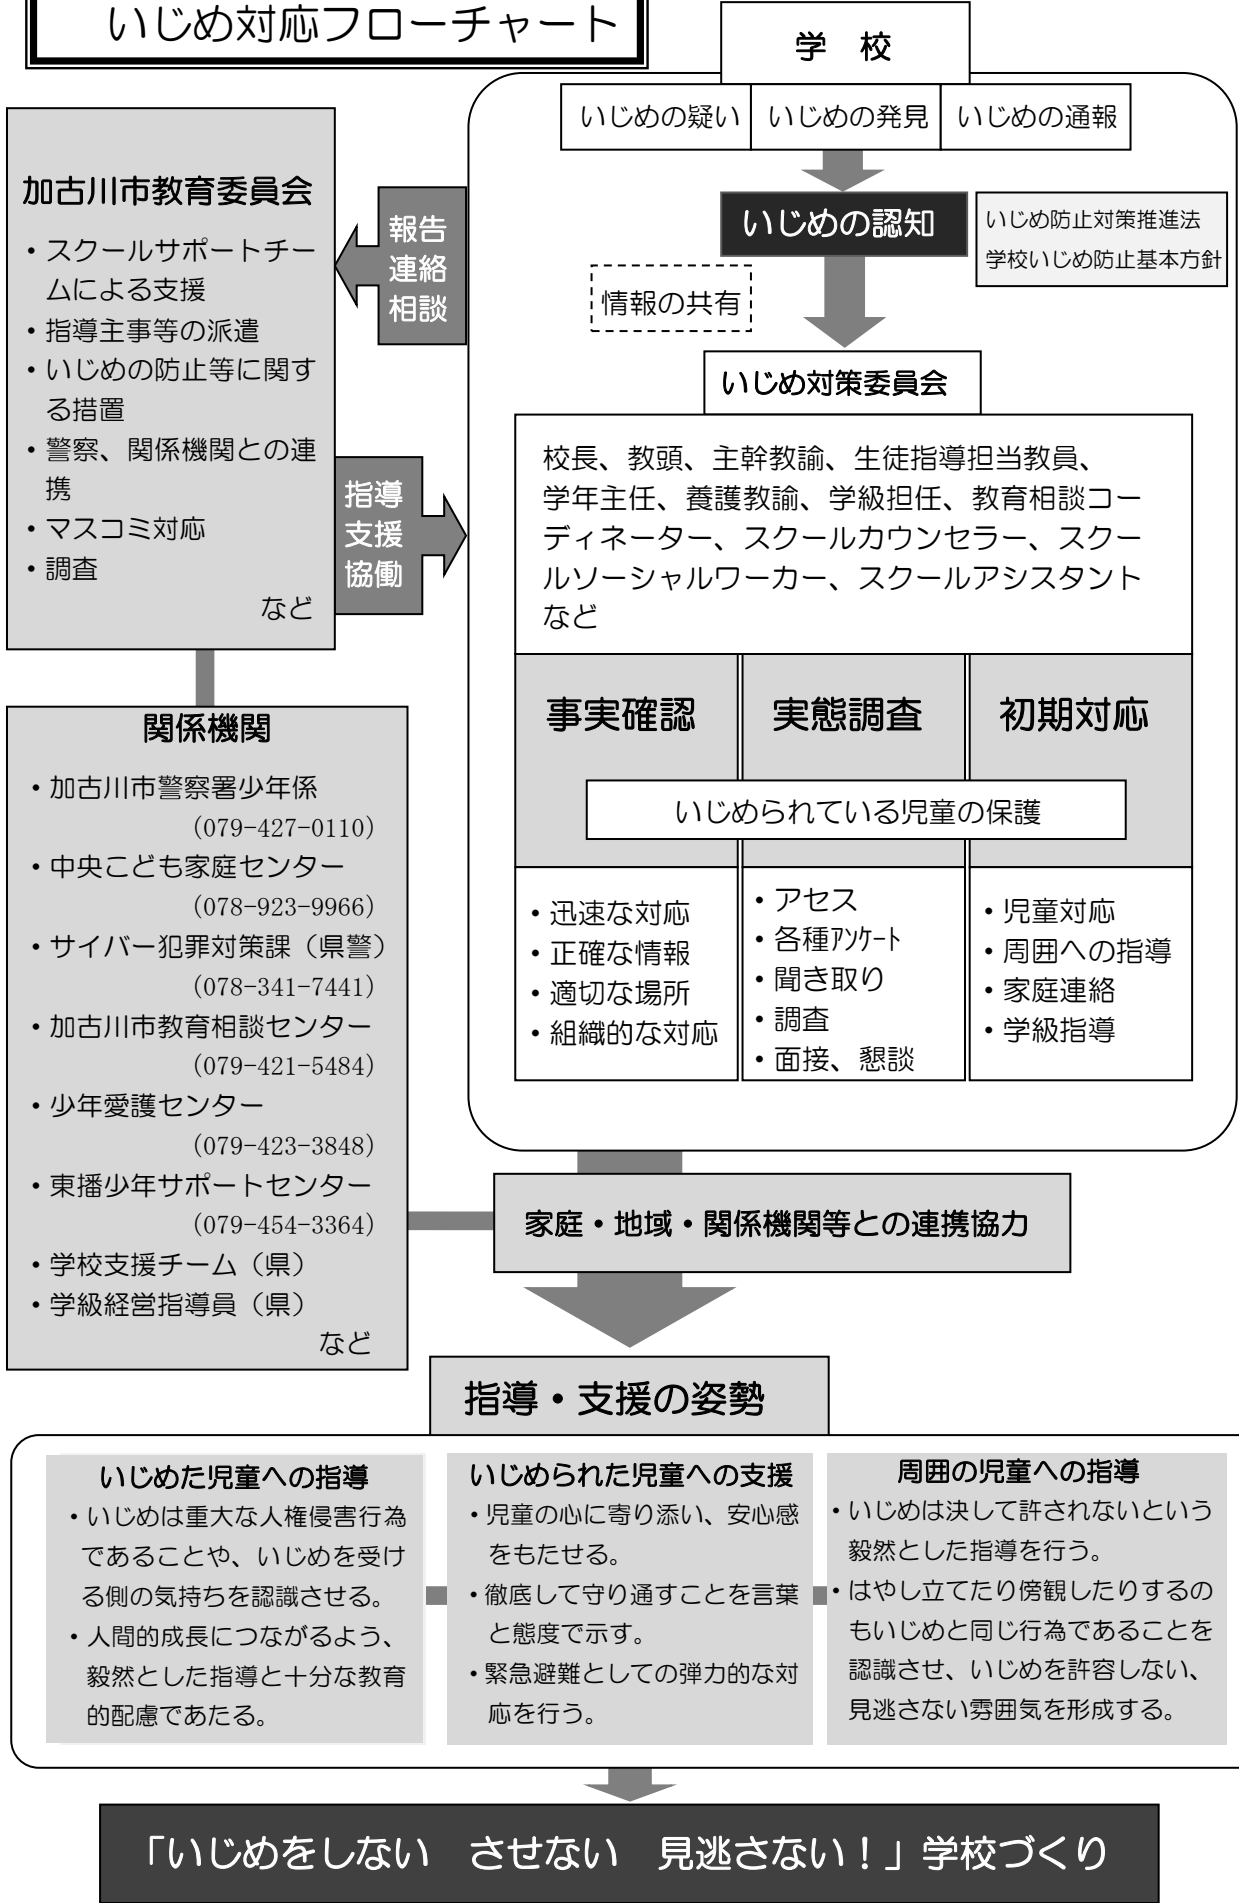 いじめ対応フローチャート
学　校
いじめの疑い
いじめの発見
いじめの通報
いじめの認知
いじめ防止対策推進法
学校いじめ防止基本方針
情報の共有
いじめ対策委員会
校長、教頭、主幹教諭、生徒指導担当教員、
学年主任、養護教諭、学級担任、教育相談コー
ディネーター、スクールカウンセラー、スクー
ルソーシャルワーカー、スクールアシスタント
など
事実確認
実態調査
初期対応
いじめられている児童の保護
・迅速な対応
・正確な情報
・適切な場所
・組織的な対応
・アセス
・各種ｱﾝｹｰﾄ
・聞き取り
・調査
・面接、懇談
・児童対応
・周囲への指導
・家庭連絡
・学級指導
加古川市教育委員会
・スクールサポートチー
ムによる支援
・指導主事等の派遣
・いじめの防止等に関す
る措置
・警察、関係機関との連
携
・マスコミ対応
・調査
など
報告
連絡
相談
指導
支援
協働
関係機関
・加古川市警察署少年係
（079-427-0110）
・中央こども家庭センター
（078-923-9966）
・サイバー犯罪対策課（県警）
（078-341-7441）
・加古川市教育相談センター
（079-421-5484）
・少年愛護センター
（079-423-3848）
・東播少年サポートセンター
（079-454-3364）
・学校支援チーム（県）
・学級経営指導員（県）
など
家庭・地域・関係機関等との連携協力
指導・支援の姿勢
いじめた児童への指導
・いじめは重大な人権侵害行為
であることや、いじめを受け
る側の気持ちを認識させる。
・人間的成長につながるよう、
毅然とした指導と十分な教育
的配慮であたる。
いじめられた児童への支援
・児童の心に寄り添い、安心感
をもたせる。
・徹底して守り通すことを言葉
と態度で示す。
・緊急避難としての弾力的な対
応を行う。
周囲の児童への指導
・いじめは決して許されないという
毅然とした指導を行う。
・はやし立てたり傍観したりするの
もいじめと同じ行為であることを
認識させ、いじめを許容しない、
見逃さない雰囲気を形成する。
「いじめをしない　させない　見逃さない！」学校づくり